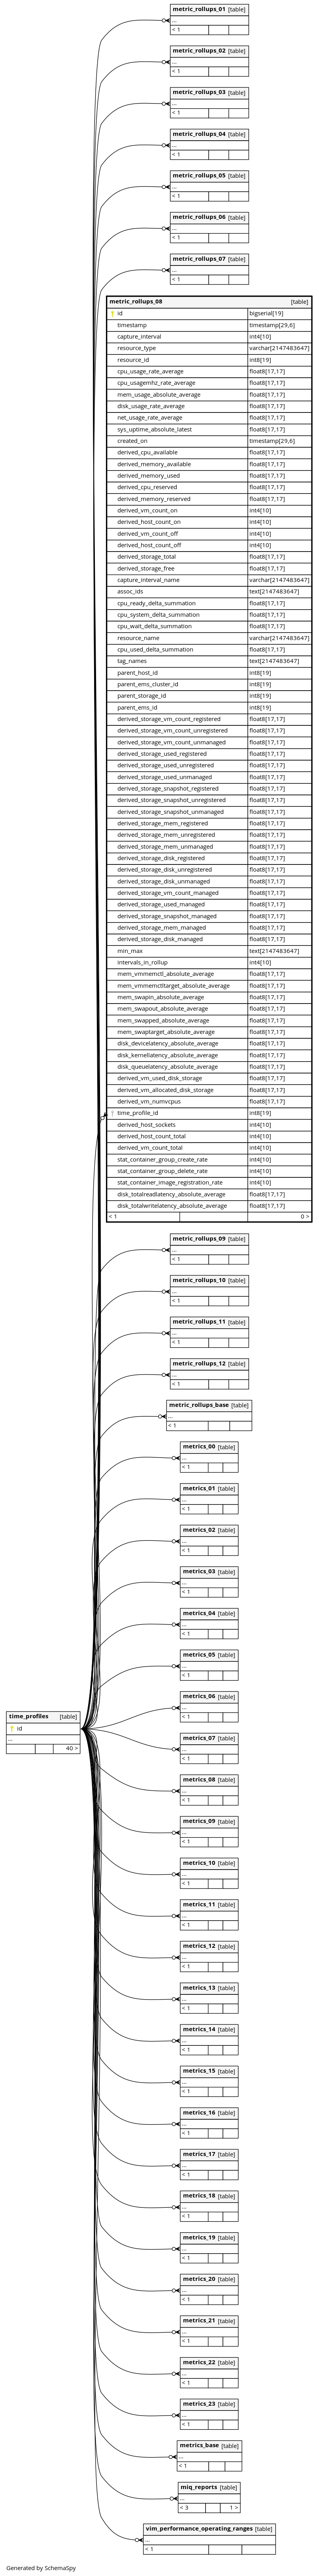 metric_rollups_01 [table]
...
< 1
metric_rollups_02 [table]
...
< 1
metric_rollups_03 [table]
...
< 1
metric_rollups_04 [table]
...
< 1
metric_rollups_05 [table]
...
< 1
metric_rollups_06 [table]
...
< 1
metric_rollups_07 [table]
...
< 1
metric_rollups_08 [table]
id bigserial[19]
timestamp timestamp[29,6]
capture_interval int4[10]
resource_type varchar[2147483647]
resource_id int8[19]
cpu_usage_rate_average float8[17,17]
cpu_usagemhz_rate_average float8[17,17]
mem_usage_absolute_average float8[17,17]
disk_usage_rate_average float8[17,17]
net_usage_rate_average float8[17,17]
sys_uptime_absolute_latest float8[17,17]
created_on timestamp[29,6]
derived_cpu_available float8[17,17]
derived_memory_available float8[17,17]
derived_memory_used float8[17,17]
derived_cpu_reserved float8[17,17]
derived_memory_reserved float8[17,17]
derived_vm_count_on int4[10]
derived_host_count_on int4[10]
derived_vm_count_off int4[10]
derived_host_count_off int4[10]
derived_storage_total float8[17,17]
derived_storage_free float8[17,17]
capture_interval_name varchar[2147483647]
assoc_ids text[2147483647]
cpu_ready_delta_summation float8[17,17]
cpu_system_delta_summation float8[17,17]
cpu_wait_delta_summation float8[17,17]
resource_name varchar[2147483647]
cpu_used_delta_summation float8[17,17]
tag_names text[2147483647]
parent_host_id int8[19]
parent_ems_cluster_id int8[19]
parent_storage_id int8[19]
parent_ems_id int8[19]
derived_storage_vm_count_registered float8[17,17]
derived_storage_vm_count_unregistered float8[17,17]
derived_storage_vm_count_unmanaged float8[17,17]
derived_storage_used_registered float8[17,17]
derived_storage_used_unregistered float8[17,17]
derived_storage_used_unmanaged float8[17,17]
derived_storage_snapshot_registered float8[17,17]
derived_storage_snapshot_unregistered float8[17,17]
derived_storage_snapshot_unmanaged float8[17,17]
derived_storage_mem_registered float8[17,17]
derived_storage_mem_unregistered float8[17,17]
derived_storage_mem_unmanaged float8[17,17]
derived_storage_disk_registered float8[17,17]
derived_storage_disk_unregistered float8[17,17]
derived_storage_disk_unmanaged float8[17,17]
derived_storage_vm_count_managed float8[17,17]
derived_storage_used_managed float8[17,17]
derived_storage_snapshot_managed float8[17,17]
derived_storage_mem_managed float8[17,17]
derived_storage_disk_managed float8[17,17]
min_max text[2147483647]
intervals_in_rollup int4[10]
mem_vmmemctl_absolute_average float8[17,17]
mem_vmmemctltarget_absolute_average float8[17,17]
mem_swapin_absolute_average float8[17,17]
mem_swapout_absolute_average float8[17,17]
mem_swapped_absolute_average float8[17,17]
mem_swaptarget_absolute_average float8[17,17]
disk_devicelatency_absolute_average float8[17,17]
disk_kernellatency_absolute_average float8[17,17]
disk_queuelatency_absolute_average float8[17,17]
derived_vm_used_disk_storage float8[17,17]
derived_vm_allocated_disk_storage float8[17,17]
derived_vm_numvcpus float8[17,17]
time_profile_id int8[19]
derived_host_sockets int4[10]
derived_host_count_total int4[10]
derived_vm_count_total int4[10]
stat_container_group_create_rate int4[10]
stat_container_group_delete_rate int4[10]
stat_container_image_registration_rate int4[10]
disk_totalreadlatency_absolute_average float8[17,17]
disk_totalwritelatency_absolute_average float8[17,17]
< 1 0 >
metric_rollups_09 [table]
...
< 1
metric_rollups_10 [table]
...
< 1
metric_rollups_11 [table]
...
< 1
metric_rollups_12 [table]
...
< 1
metric_rollups_base [table]
...
< 1
metrics_00 [table]
...
< 1
metrics_01 [table]
...
< 1
metrics_02 [table]
...
< 1
metrics_03 [table]
...
< 1
metrics_04 [table]
...
< 1
metrics_05 [table]
...
< 1
metrics_06 [table]
...
< 1
time_profiles [table]
id
...
40 >
metrics_07 [table]
...
< 1
metrics_08 [table]
...
< 1
metrics_09 [table]
...
< 1
metrics_10 [table]
...
< 1
metrics_11 [table]
...
< 1
metrics_12 [table]
...
< 1
metrics_13 [table]
...
< 1
metrics_14 [table]
...
< 1
metrics_15 [table]
...
< 1
metrics_16 [table]
...
< 1
metrics_17 [table]
...
< 1
metrics_18 [table]
...
< 1
metrics_19 [table]
...
< 1
metrics_20 [table]
...
< 1
metrics_21 [table]
...
< 1
metrics_22 [table]
...
< 1
metrics_23 [table]
...
< 1
metrics_base [table]
...
< 1
miq_reports [table]
...
< 3 1 >
vim_performance_operating_ranges [table]
...
< 1
Generated by SchemaSpy